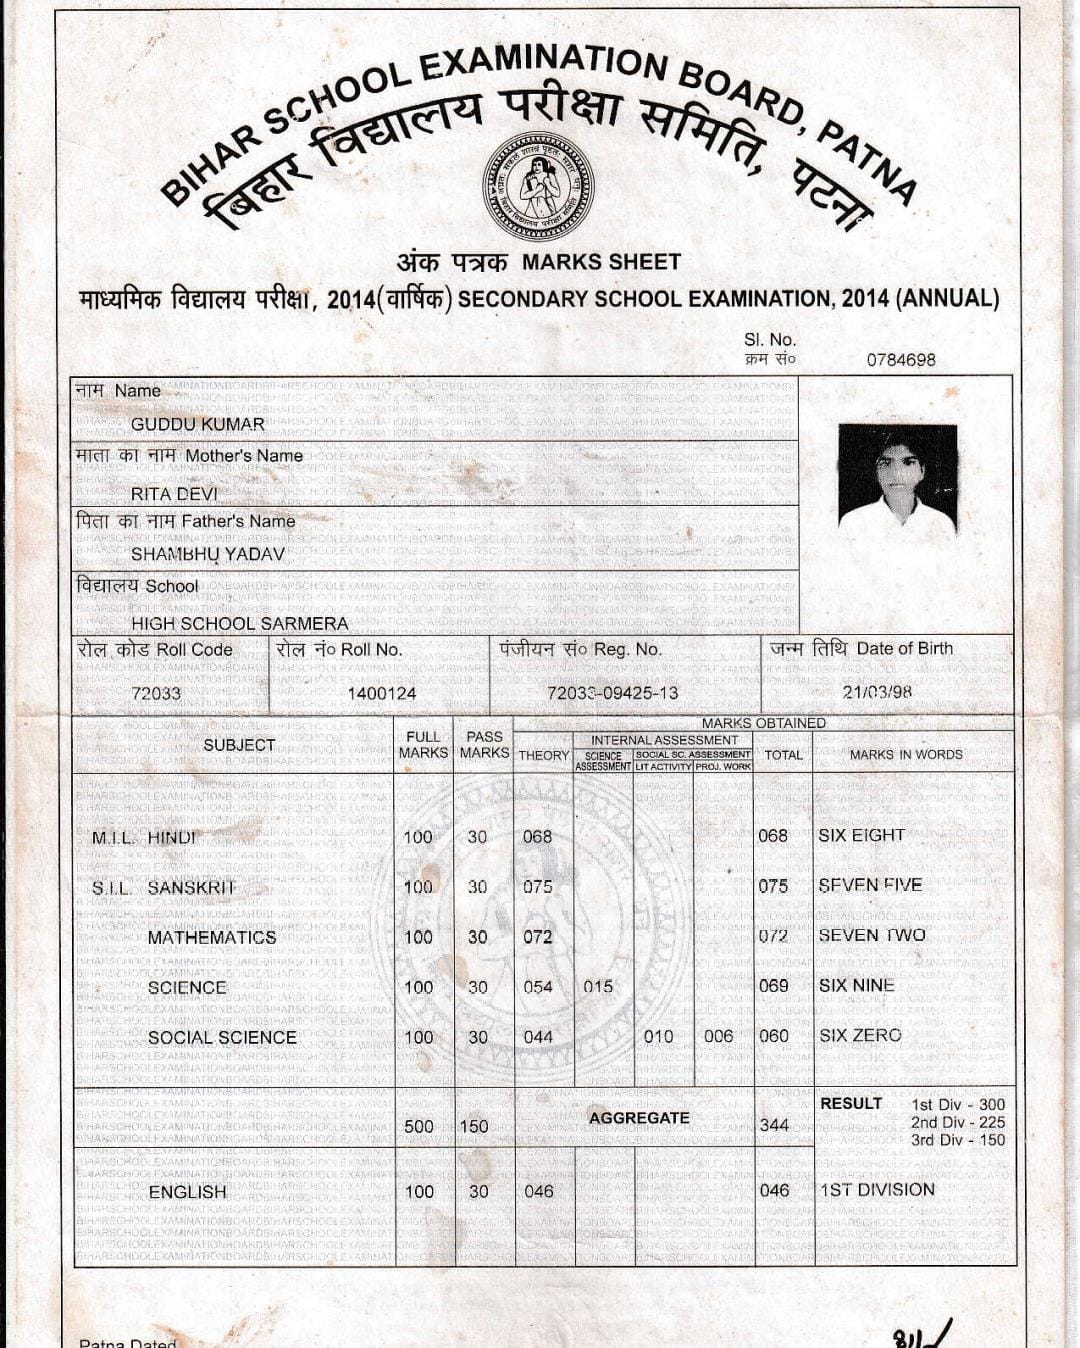 BIHAR SCHOOL EXAMINATION BOARD, PATNA
बिहार विद्यालय परीक्षा समिति, पटना
अंक पत्रक MARKS SHEET
माध्यमिक विद्यालय परीक्षा, 2014(वार्षिक) SECONDARY SCHOOL EXAMINATION, 2014 (ANNUAL)
Sl. No.
क्रम सं० 0784698
नाम Name
GUDDU KUMAR
माता का नाम Mother's Name
RITA DEVI
पिता का नाम Father's Name
SHAMBHU YADAV
विद्यालय School
HIGH SCHOOL SARMERA
रोल कोड Roll Code रोल नं० Roll No. पंजीयन सं० Reg. No. जन्म तिथि Date of Birth
72033 1400124 72033-09425-13 21/03/98
MARKS OBTAINED
SUBJECT FULL MARKS PASS MARKS THEORY INTERNAL ASSESSMENT TOTAL MARKS IN WORDS
SCIENCE ASSESSMENT SOCIAL SC. ASSESSMENT
LIT ACTIVITY PROJ. WORK
M.I.L. HINDI 100 30 068 068 SIX EIGHT
S.I.L. SANSKRIT 100 30 075 075 SEVEN FIVE
MATHEMATICS 100 30 072 072 SEVEN TWO
SCIENCE 100 30 054 015 069 SIX NINE
SOCIAL SCIENCE 100 30 044 010 006 060 SIX ZERO
500 150 AGGREGATE 344 RESULT 1st Div - 300
2nd Div - 225
3rd Div - 150
ENGLISH 100 30 046 046 1ST DIVISION
Patna Dated